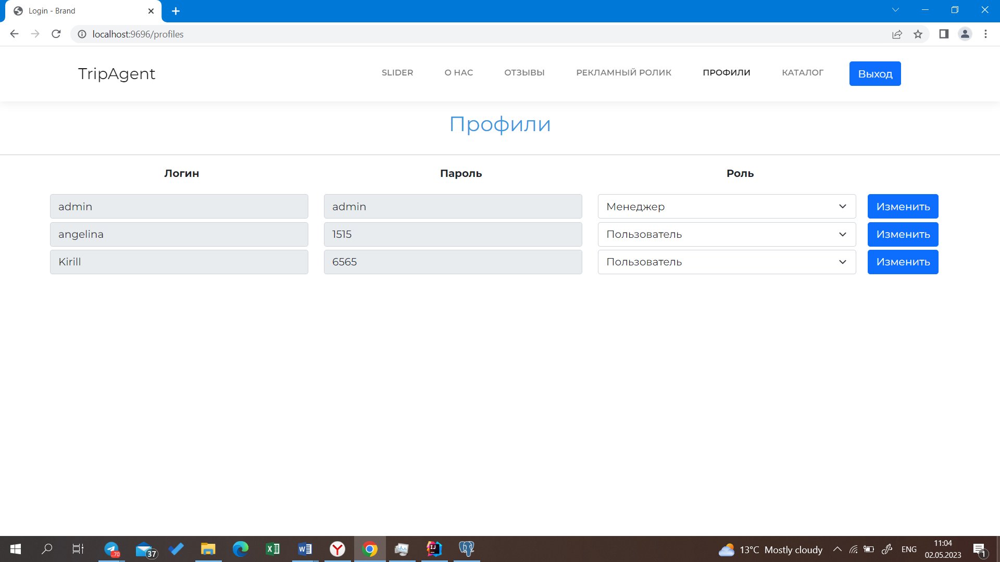 Login - Brand
localhost:9696/profiles
TripAgent
SLIDER О НАС ОТЗЫВЫ РЕКЛАМНЫЙ РОЛИК ПРОФИЛИ КАТАЛОГ Выход
Профили
Логин Пароль Роль
admin admin Менеджер Изменить
angelina 1515 Пользователь Изменить
Kirill 6565 Пользователь Изменить
..70 37 13°C Mostly cloudy ENG 11:04
02.05.2023 1